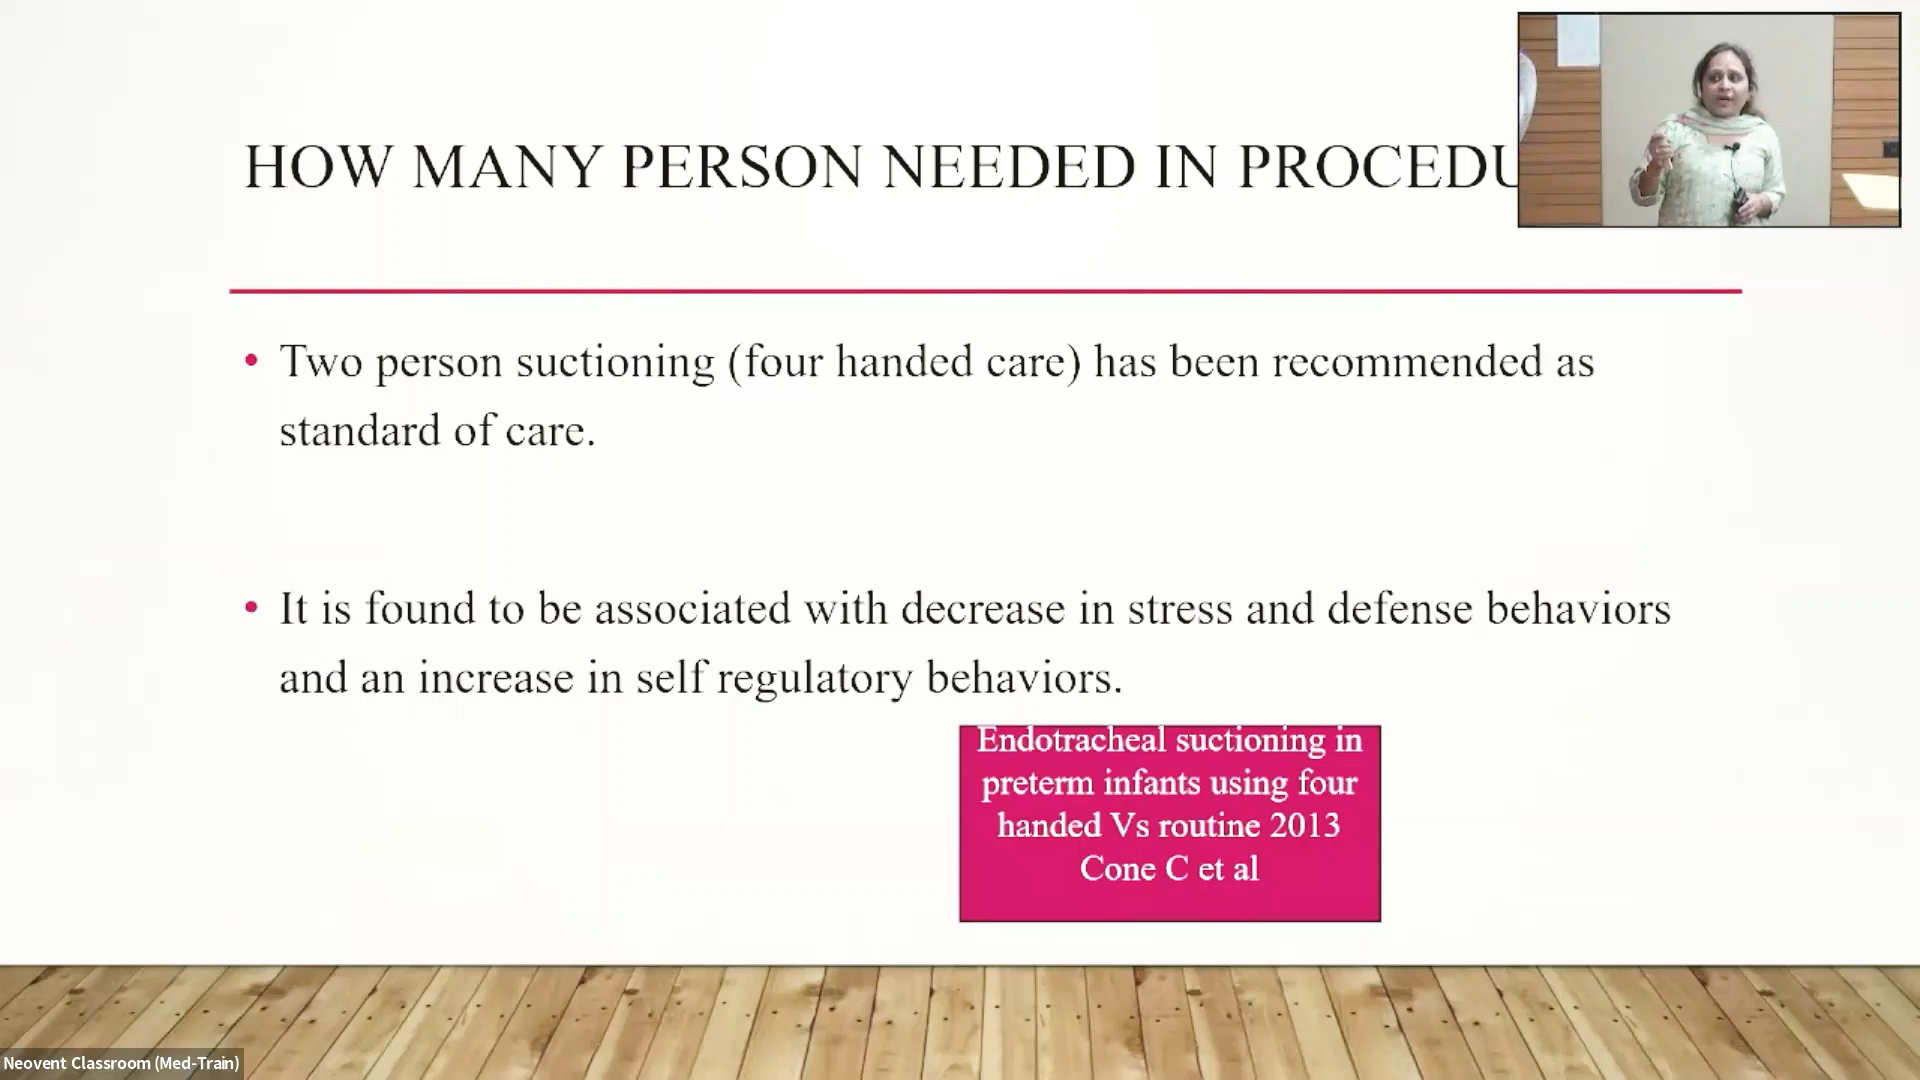 HOW MANY PERSON NEEDED IN PROCEDU
Two person suctioning (four handed care) has been recommended as
standard of care.
It is found to be associated with decrease in stress and defense behaviors
and an increase in self regulatory behaviors.
Endotracheal suctioning in
preterm infants using four
handed Vs routine 2013
Cone C et al
Neovent Classroom (Med-Train)